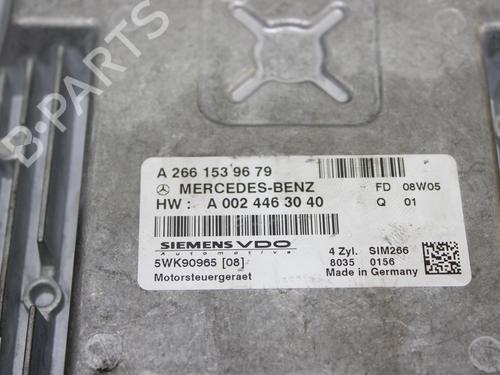 B-PARTS
A 266 153 96 79
MERCEDES-BENZ FD 08W05
HW : A 002 446 30 40 Q 01
SIEMENS VDO 4 Zyl. SIM266
Automotive
5WK90965 [08] 8035 0156
Motorsteuergeraet Made in Germany